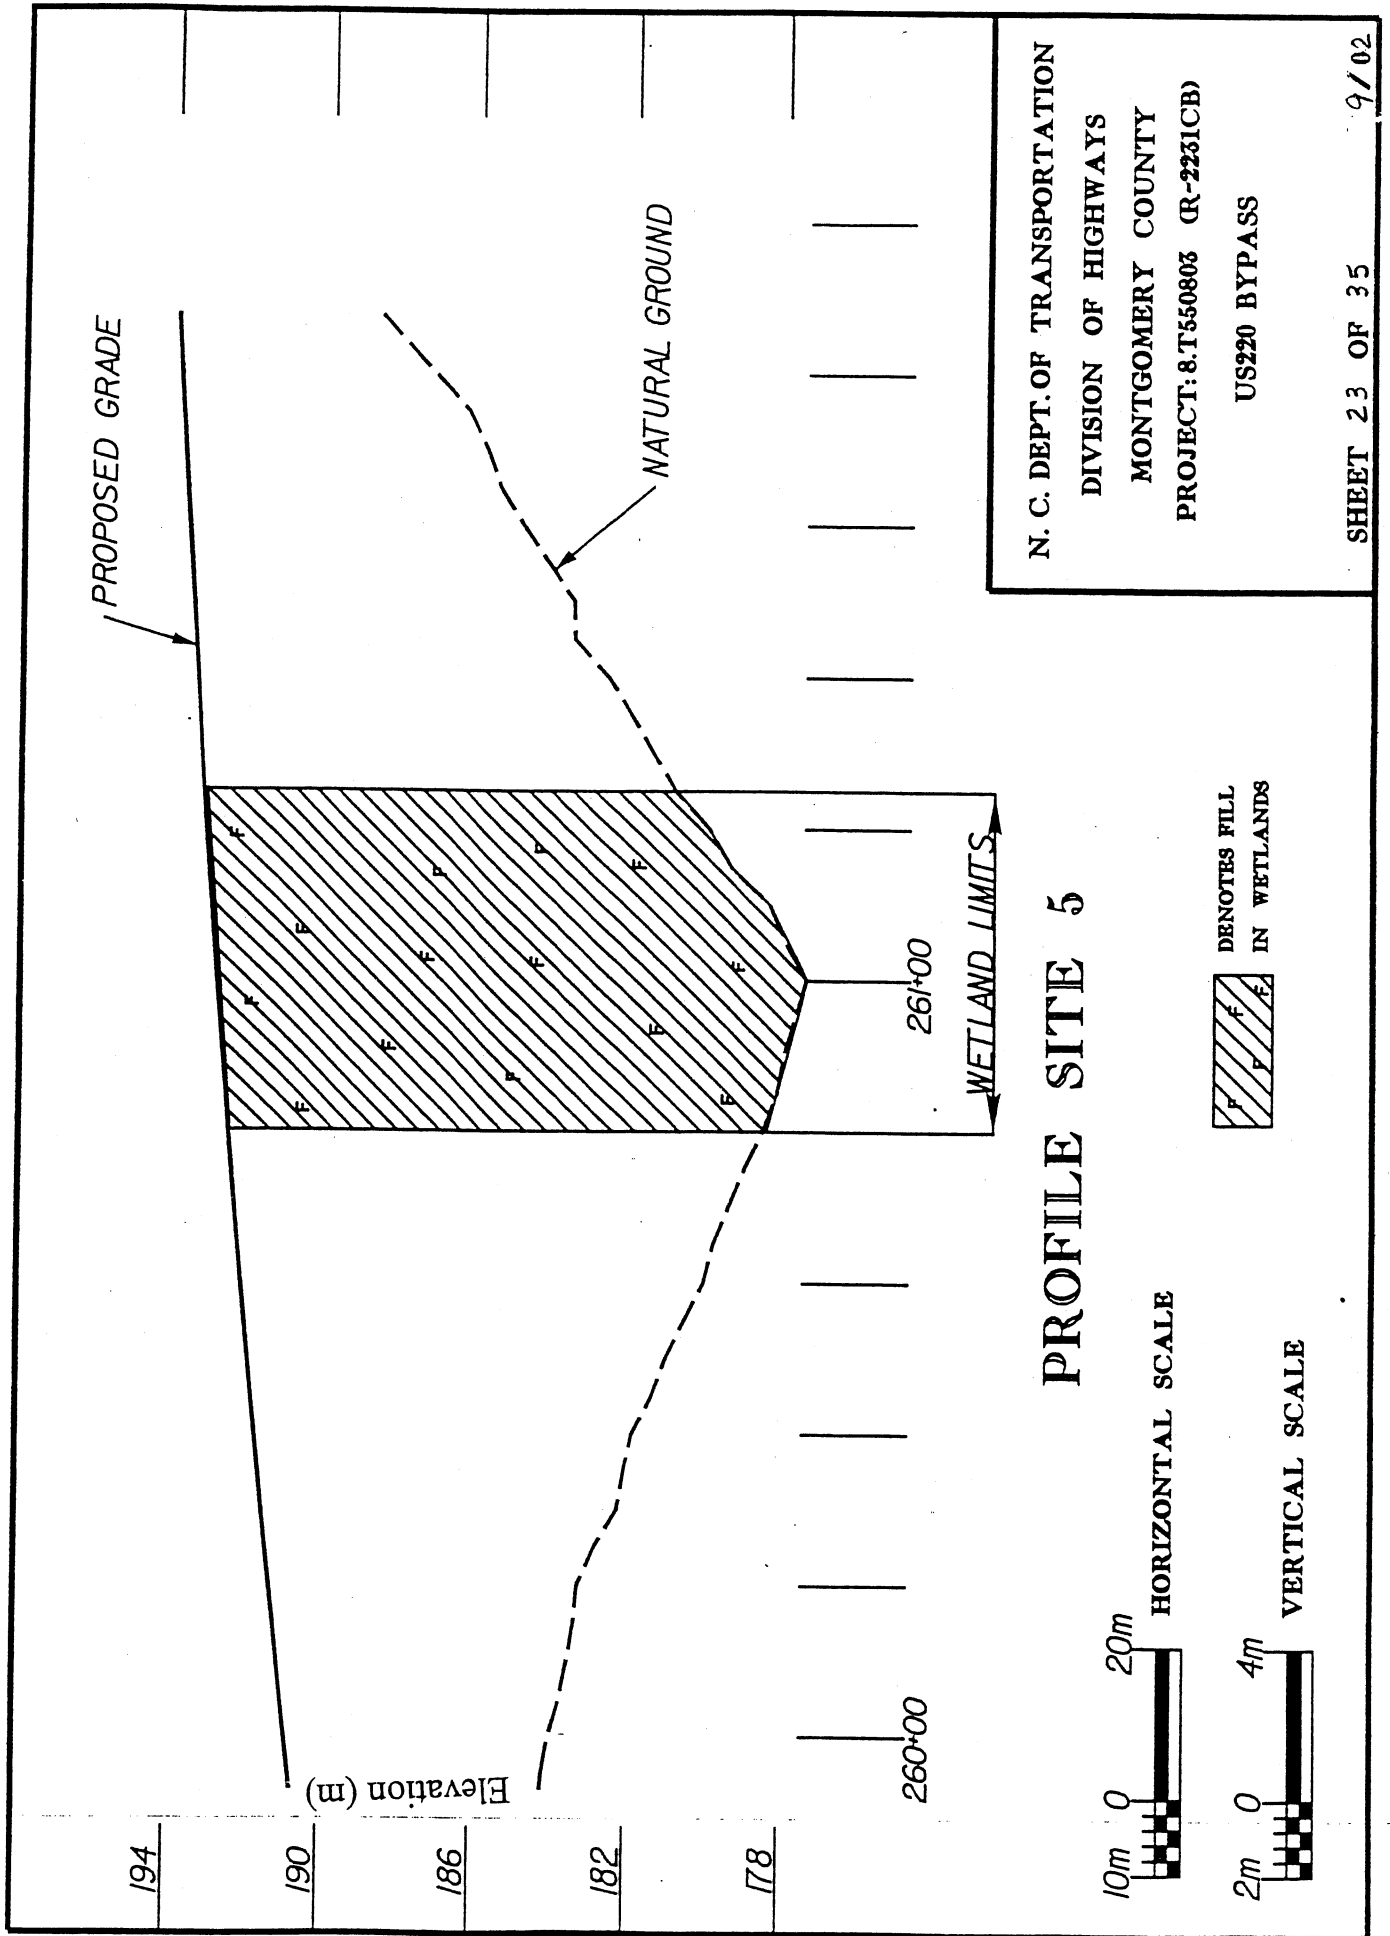 PROPOSED GRADE
NATURAL GROUND
194
190
186
182
178
Elevation (m)
260+00
261+00
WETLAND LIMITS
F
F
F
F
F
F
F
F
F
F
F
F
F
F
PROFILE SITE 5
10m 0 20m
HORIZONTAL SCALE
2m 0 4m
VERTICAL SCALE
F F F F
DENOTES FILL
IN WETLANDS
N. C. DEPT. OF TRANSPORTATION
DIVISION OF HIGHWAYS
MONTGOMERY COUNTY
PROJECT: 8.T550803 (R-2231CB)
US220 BYPASS
SHEET 23 OF 35 9/02